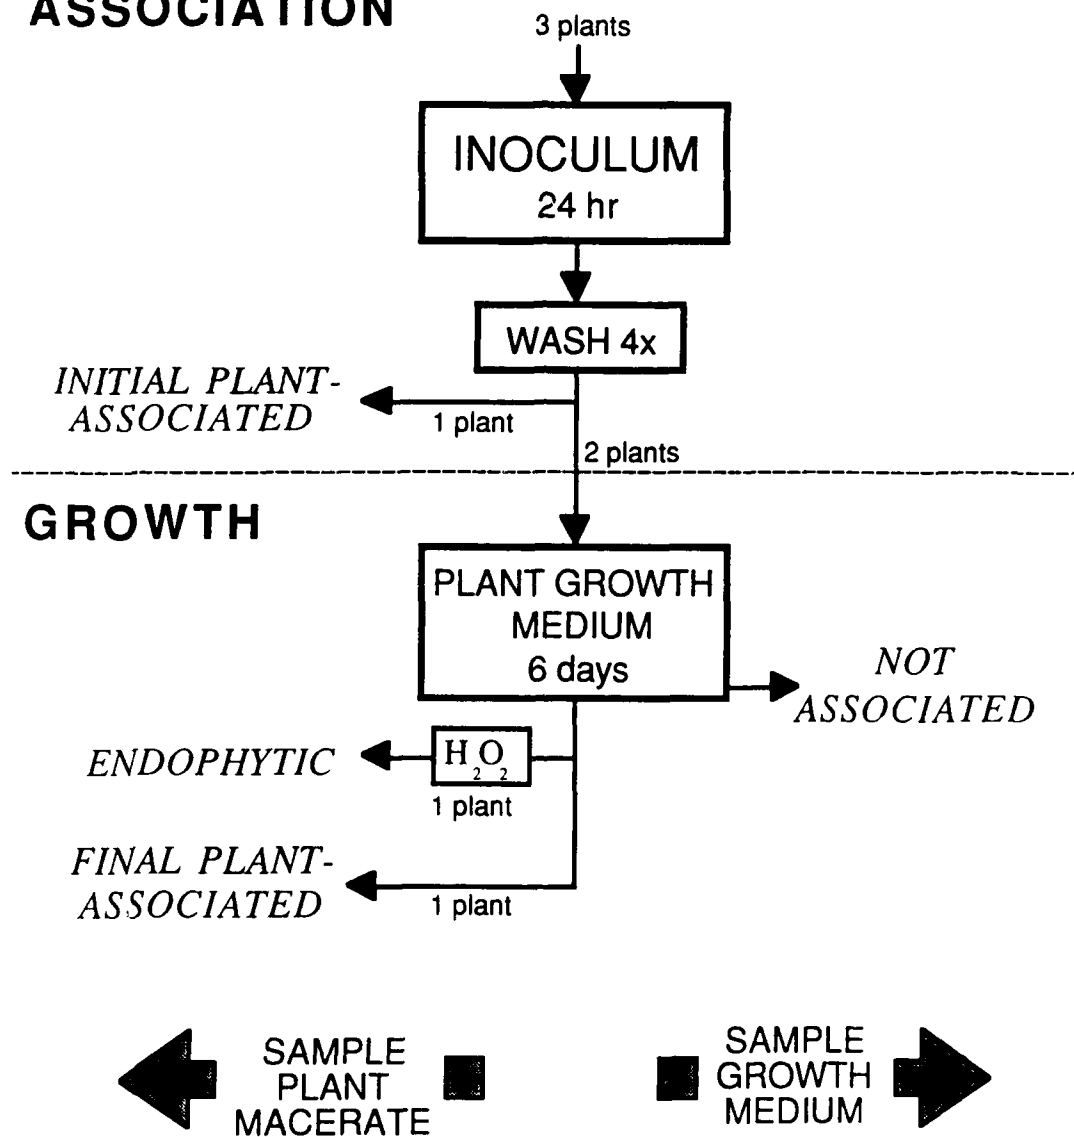 ASSOCIATION
3 plants
INOCULUM
24 hr
WASH 4x
INITIAL PLANT-
ASSOCIATED
1 plant
2 plants
GROWTH
PLANT GROWTH
MEDIUM
6 days
NOT
ASSOCIATED
ENDOPHYTIC
H2O2
1 plant
FINAL PLANT-
ASSOCIATED
1 plant
SAMPLE
PLANT
MACERATE
SAMPLE
GROWTH
MEDIUM